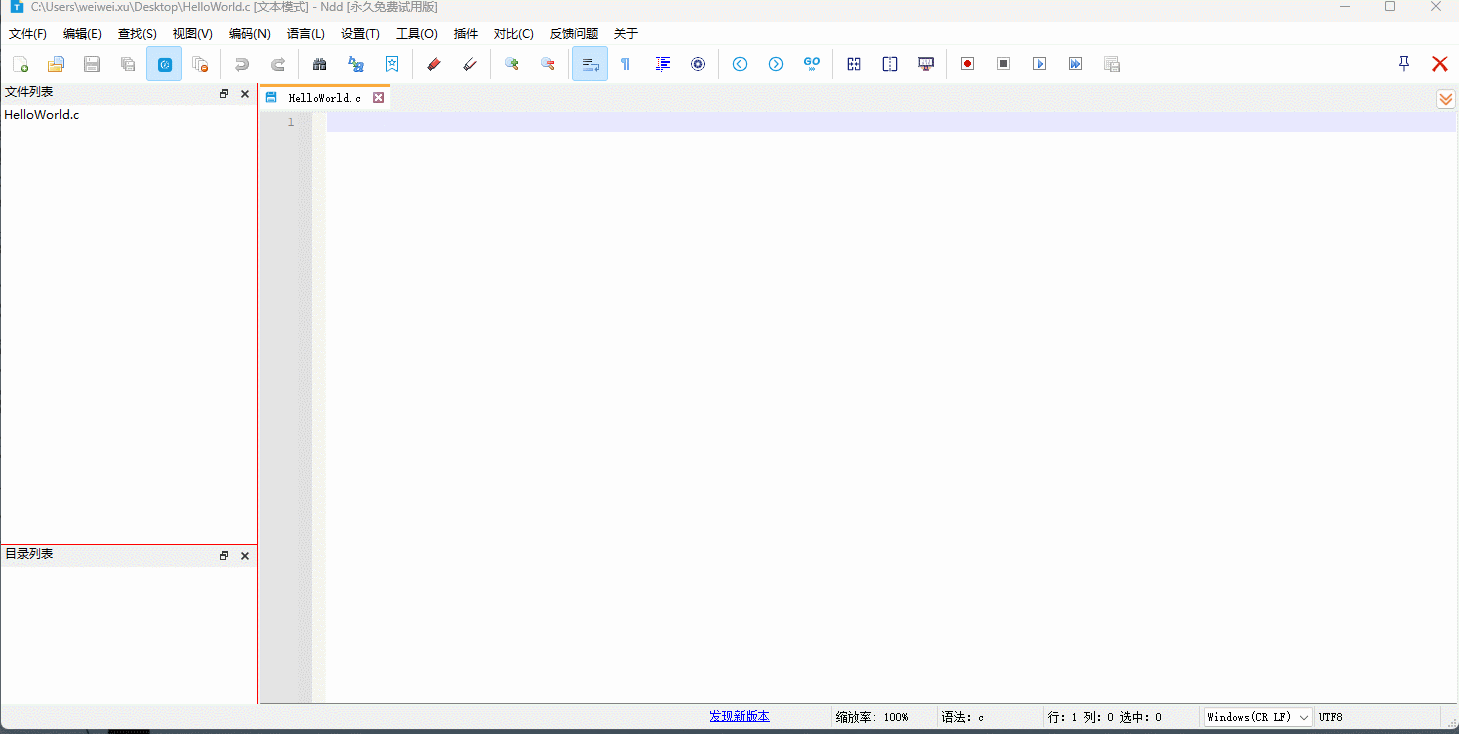 C:\Users\weiwei.xu\Desktop\HelloWorld.c [文本模式] - Ndd [永久免费试用版]
文件(F) 编辑(E) 查找(S) 视图(V) 编码(N) 语言(L) 设置(T) 工具(O) 插件 对比(C) 反馈问题 关于
GO
文件列表
HelloWorld.c
HelloWorld.c
1
目录列表
发现新版本 缩放率: 100% 语法: c 行: 1 列: 0 选中: 0 Windows(CR LF) UTF8